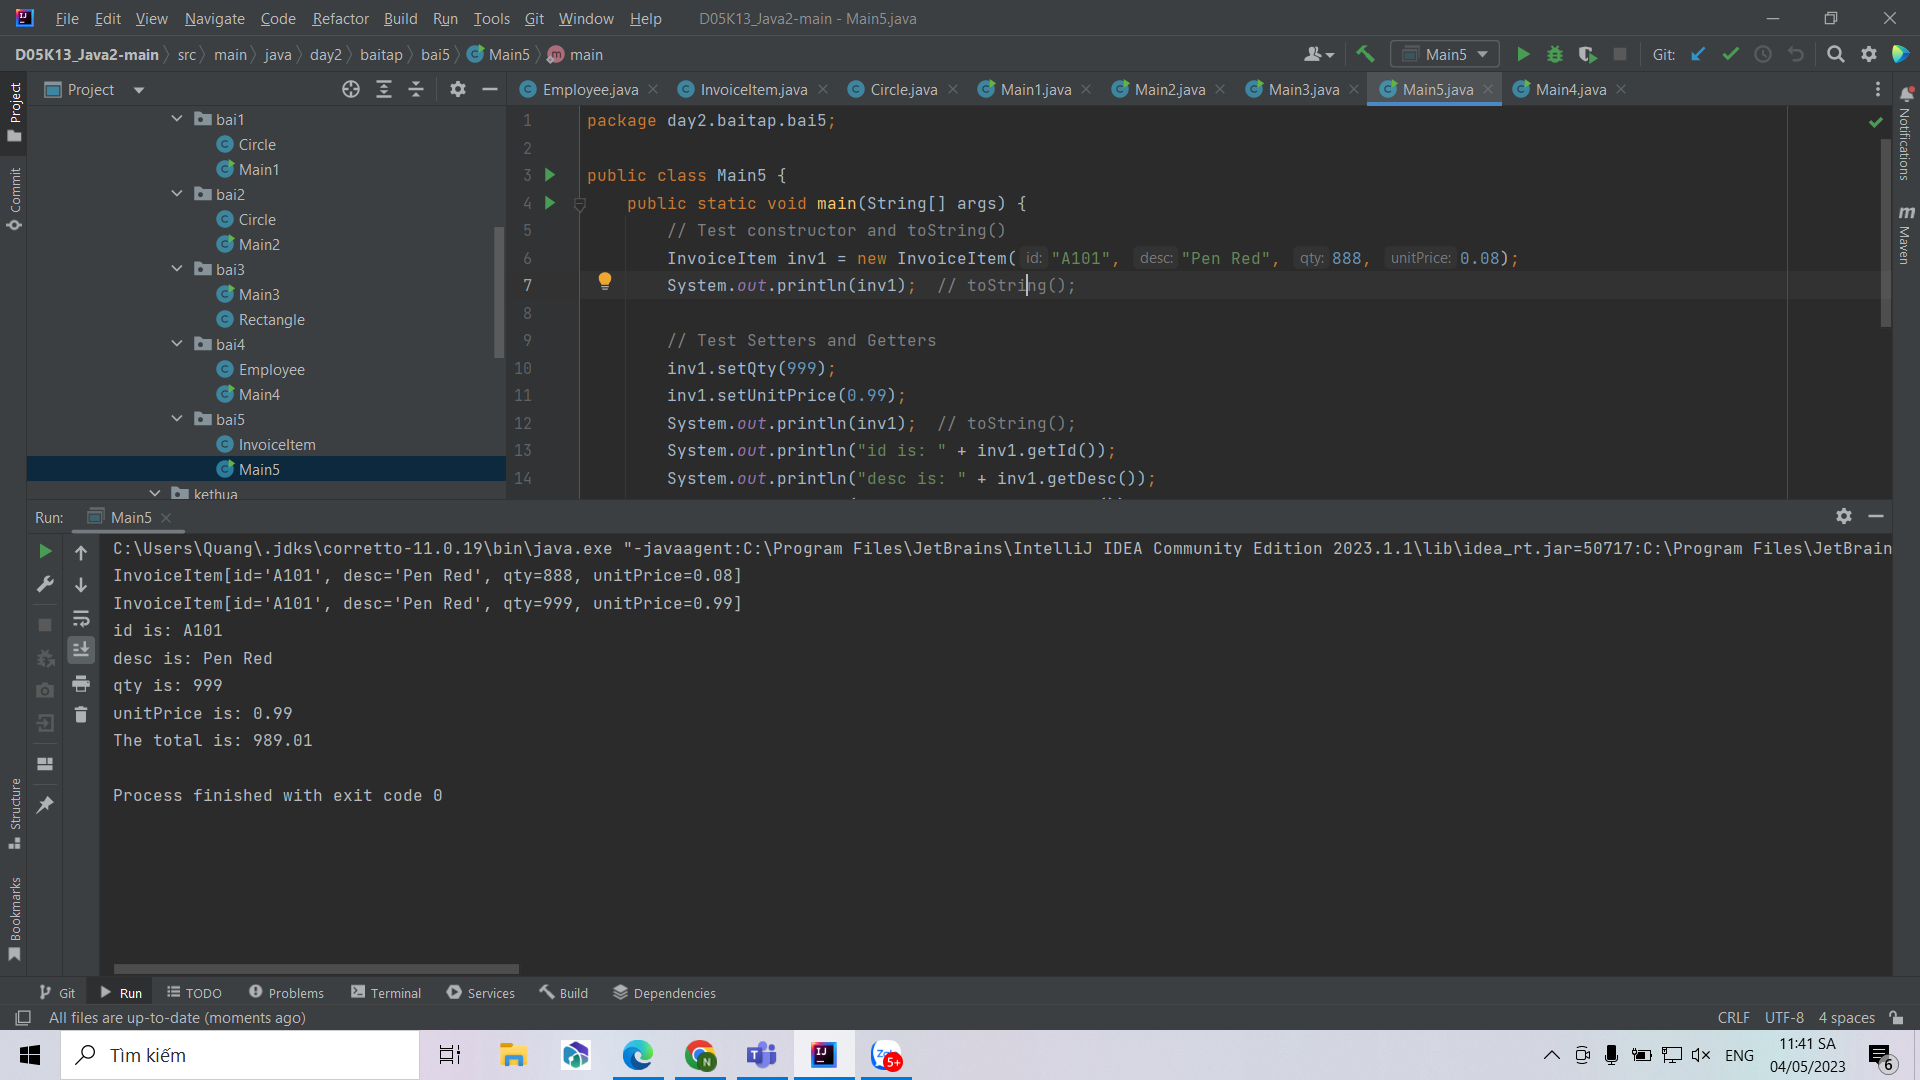 File Edit View Navigate Code Refactor Build Run Tools Git Window Help D05K13_Java2-main - Main5.java
D05K13_Java2-main src main java day2 baitap bai5 Main5 main
Main5 Git:
Project
Employee.java InvoiceItem.java Circle.java Main1.java Main2.java Main3.java Main5.java Main4.java
Project
Commit
Structure
Bookmarks
Notifications
Maven
bai1
Circle
Main1
bai2
Circle
Main2
bai3
Main3
Rectangle
bai4
Employee
Main4
bai5
InvoiceItem
Main5
kethua
1 package day2.baitap.bai5;
2
3 public class Main5 {
4 public static void main(String[] args) {
5 // Test constructor and toString()
6 InvoiceItem inv1 = new InvoiceItem( id: "A101", desc: "Pen Red", qty: 888, unitPrice: 0.08);
7 System.out.println(inv1); // toString();
8
9 // Test Setters and Getters
10 inv1.setQty(999);
11 inv1.setUnitPrice(0.99);
12 System.out.println(inv1); // toString();
13 System.out.println("id is: " + inv1.getId());
14 System.out.println("desc is: " + inv1.getDesc());
Run: Main5
C:\Users\Quang\.jdks\corretto-11.0.19\bin\java.exe "-javaagent:C:\Program Files\JetBrains\IntelliJ IDEA Community Edition 2023.1.1\lib\idea_rt.jar=50717:C:\Program Files\JetBrain
InvoiceItem[id='A101', desc='Pen Red', qty=888, unitPrice=0.08]
InvoiceItem[id='A101', desc='Pen Red', qty=999, unitPrice=0.99]
id is: A101
desc is: Pen Red
qty is: 999
unitPrice is: 0.99
The total is: 989.01
Process finished with exit code 0
Git Run TODO Problems Terminal Services Build Dependencies
All files are up-to-date (moments ago)
CRLF UTF-8 4 spaces
Tìm kiếm
5+
ENG
11:41 SA
04/05/2023
6